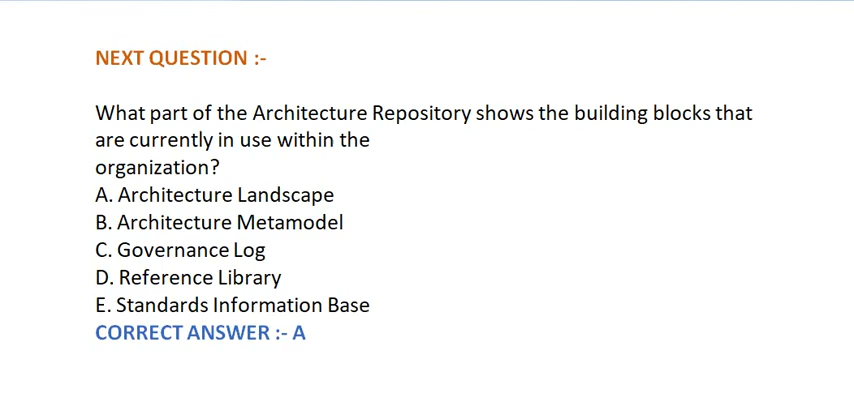 NEXT QUESTION :-
What part of the Architecture Repository shows the building blocks that
are currently in use within the
organization?
A. Architecture Landscape
B. Architecture Metamodel
C. Governance Log
D. Reference Library
E. Standards Information Base
CORRECT ANSWER :- A